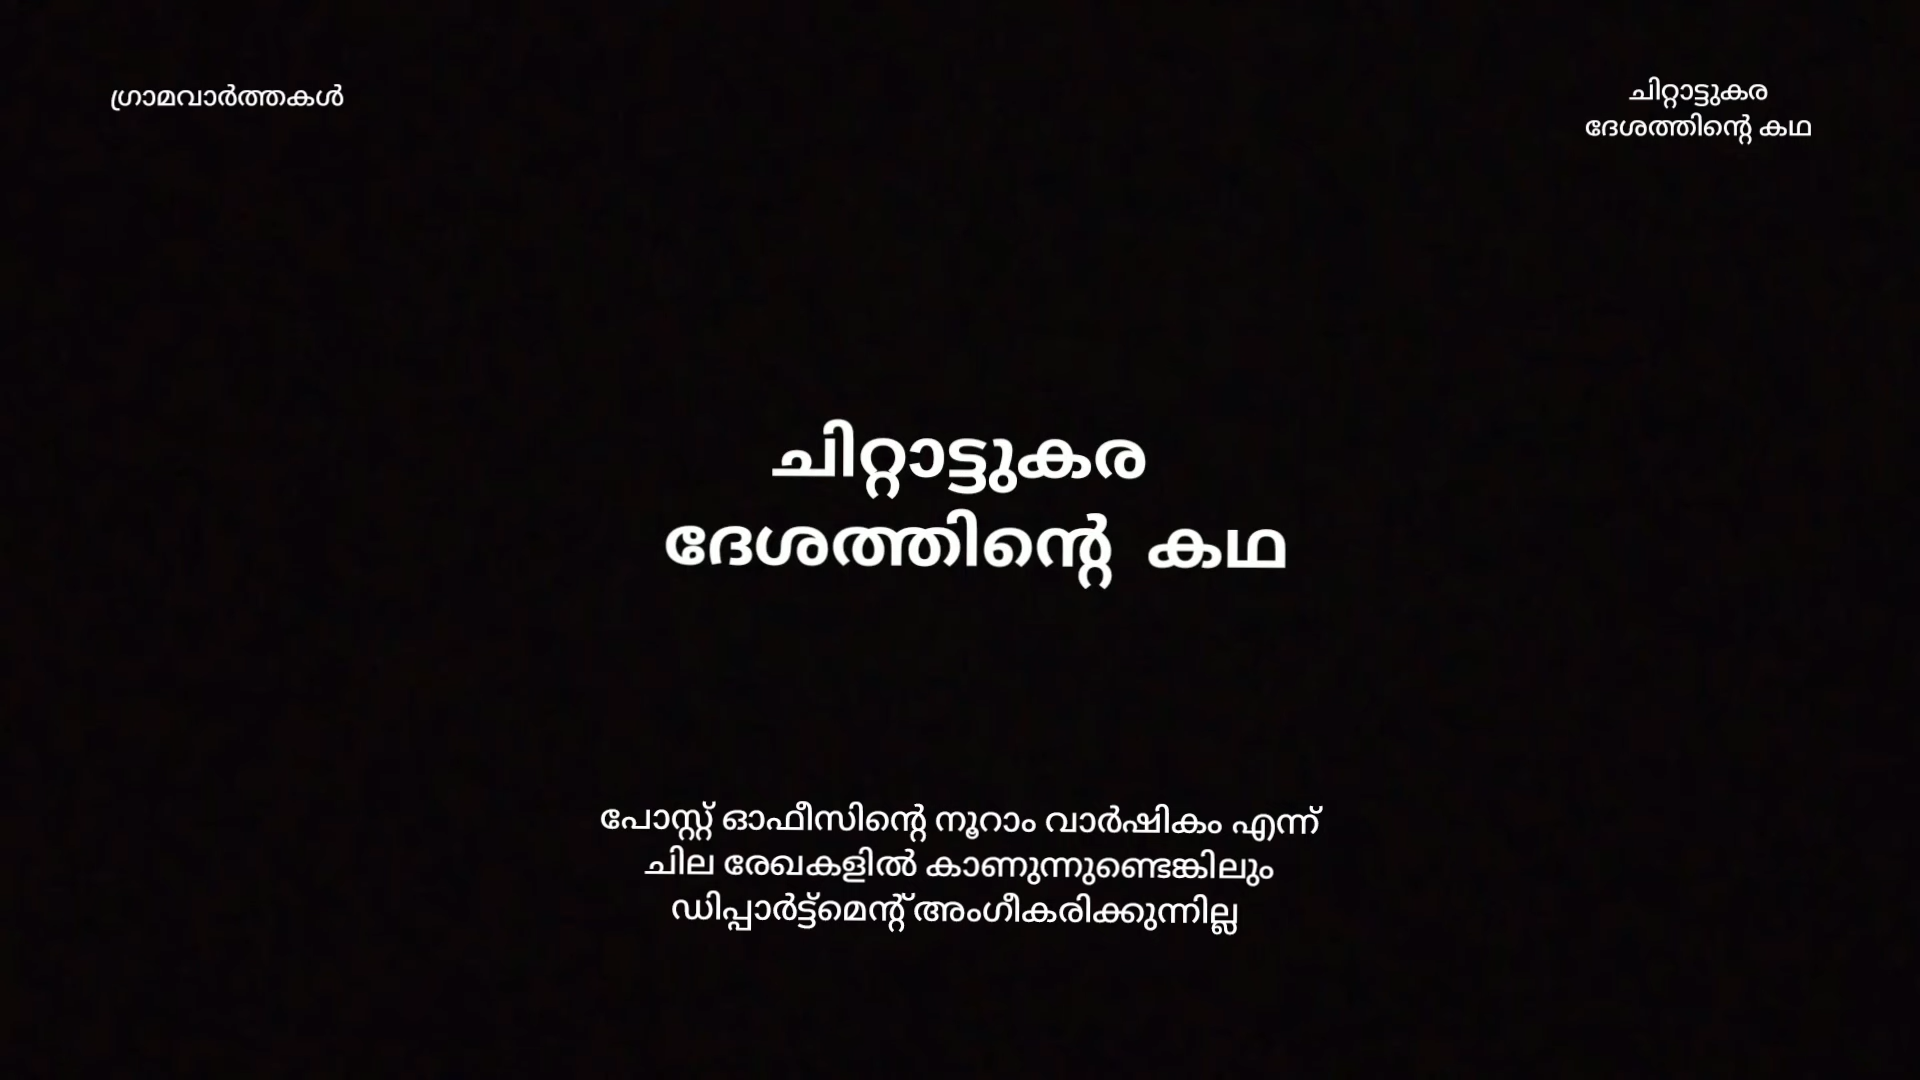 ഗ്രാമവാർത്തകൾ
ചിറ്റാട്ടുകര
ദേശത്തിന്റെ കഥ
ചിറ്റാട്ടുകര
ദേശത്തിന്റെ കഥ
പോസ്റ്റ് ഓഫീസിന്റെ നൂറാം വാർഷികം എന്ന്
ചില രേഖകളിൽ കാണുന്നുണ്ടെങ്കിലും
ഡിപ്പാർട്ട്മെന്റ് അംഗീകരിക്കുന്നില്ല